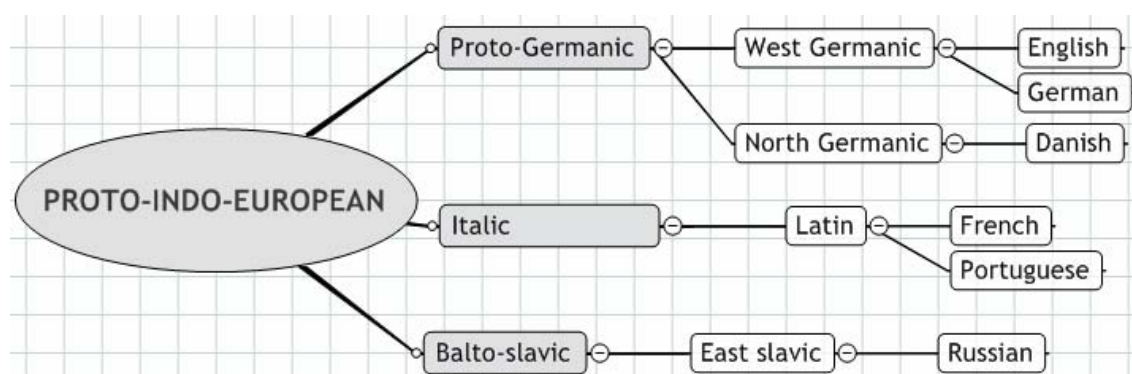 Proto-Germanic
West Germanic
English
German
North Germanic
Danish
PROTO-INDO-EUROPEAN
Italic
Latin
French
Portuguese
Balto-slavic
East slavic
Russian